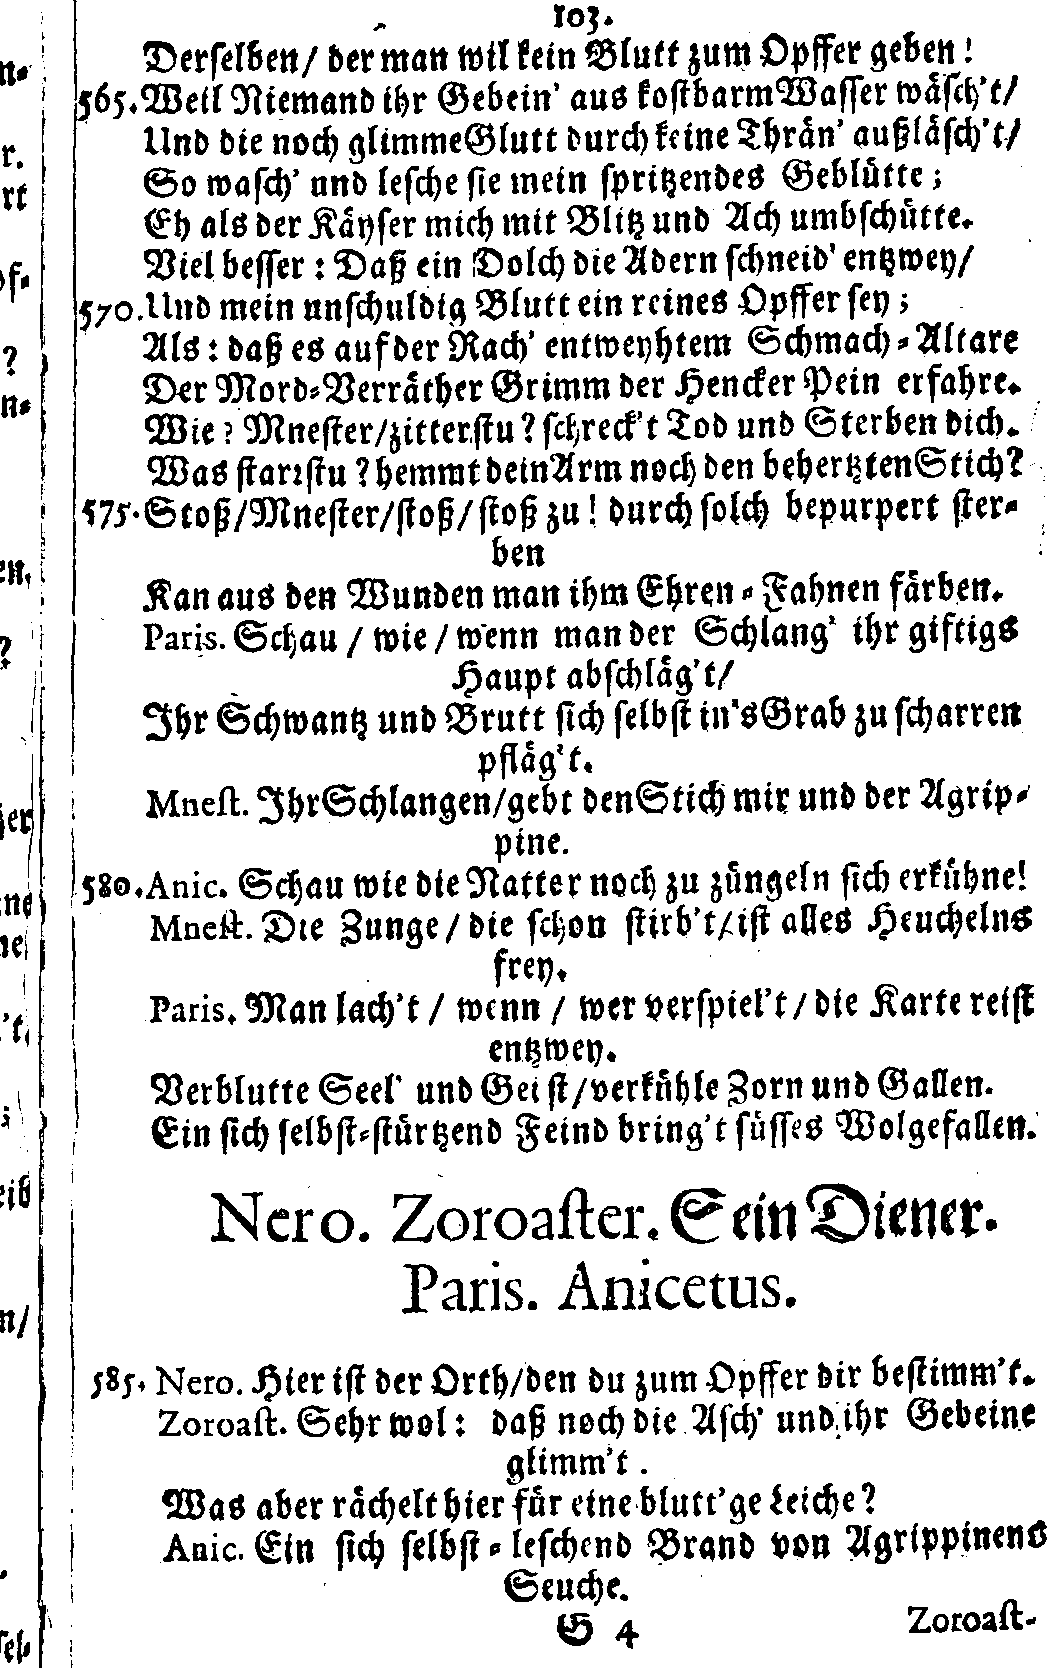 103.
Derselben/ der man wil kein Blutt zum Opffer geben!
565. Weil Niemand ihr Gebein' aus kostbarm Wasser wäsch't/
Und die noch glimme Glutt durch keine Thrän' außläsch't/
So wasch' und lesche sie mein spritzendes Geblütte;
Eh als der Käyser mich mit Blitz und Ach umbschütte.
Viel besser: Daß ein Dolch die Adern schneid' entzwey/
570. Und mein unschuldig Blutt ein reines Opffer sey;
Als: daß es auf der Rach' entweyhtem Schmach-Altare
Der Mord-Verräther Grimm der Hencker Pein erfahre.
Wie? Mnester/zitterstu? schreck't Tod und Sterben dich.
Was starrstu? hemmt dein Arm noch den behertzten Stich?
575. Stoß/Mnester/stoß/stoß zu! durch solch bepurpert ster-
ben
Kan aus den Wunden man ihm Ehren-Fahnen färben.
Paris. Schau / wie / wenn man der Schlang' ihr giftigs
Haupt abschläg't/
Ihr Schwantz und Brutt sich selbst in's Grab zu scharren
pfläg't.
Mnest. Ihr Schlangen/gebt den Stich mir und der Agrip-
pine.
580. Anic. Schau wie die Natter noch zu züngeln sich erkühne!
Mnest. Die Zunge / die schon stirb't/ist alles Heuchelns
frey.
Paris. Man lach't / wenn / wer verspiel't / die Karte reist
entzwey.
Verblutte Seel' und Geist/verkühle Zorn und Gallen.
Ein sich selbst-stürtzend Feind bring't süsses Wolgefallen.
Nero. Zoroaster. Sein Diener.
Paris. Anicetus.
585. Nero. Hier ist der Orth/den du zum Opffer dir bestimm't.
Zoroast. Sehr wol: daß noch die Asch' und ihr Gebeine
glimm't.
Was aber rächelt hier für eine blutt'ge Leiche?
Anic. Ein sich selbst-leschend Brand von Agrippinens
Seuche.
G 4
Zoroast-